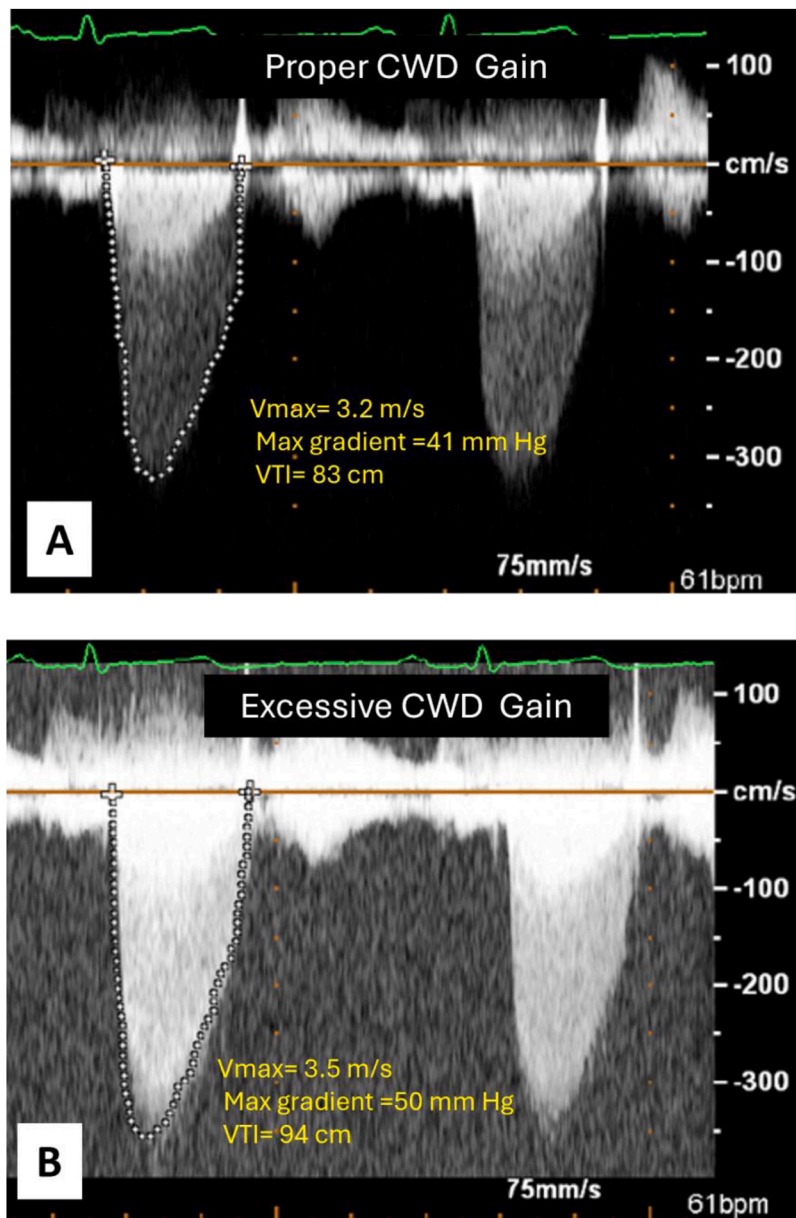 Proper CWD Gain
100
cm/s
-100
-200
Vmax= 3.2 m/s
Max gradient =41 mm Hg
-300
VTI= 83 cm
A
75mm/s
61bpm
Excessive CWD Gain
100
cm/s
-100
-200
Vmax= 3.5 m/s
-300
Max gradient =50 mm Hg
VTI= 94 cm
B
75mm/s
61bpm